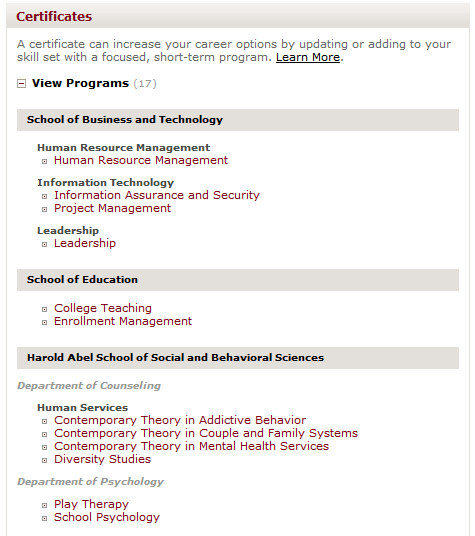 Certificates
A certificate can increase your career options by updating or adding to your
skill set with a focused, short-term program. Learn More.
View Programs (17)
School of Business and Technology
Human Resource Management
Human Resource Management
Information Technology
Information Assurance and Security
Project Management
Leadership
Leadership
School of Education
College Teaching
Enrollment Management
Harold Abel School of Social and Behavioral Sciences
Department of Counseling
Human Services
Contemporary Theory in Addictive Behavior
Contemporary Theory in Couple and Family Systems
Contemporary Theory in Mental Health Services
Diversity Studies
Department of Psychology
Play Therapy
School Psychology